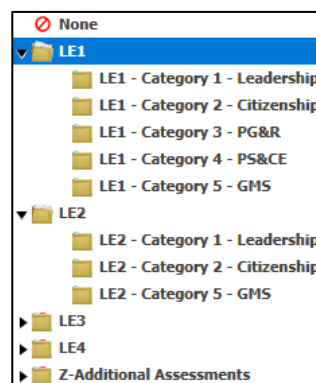 None
LE1
LE1 - Category 1 - Leadership
LE1 - Category 2 - Citizenship
LE1 - Category 3 - PG&R
LE1 - Category 4 - PS&CE
LE1 - Category 5 - GMS
LE2
LE2 - Category 1 - Leadership
LE2 - Category 2 - Citizenship
LE2 - Category 5 - GMS
LE3
LE4
Z-Additional Assessments